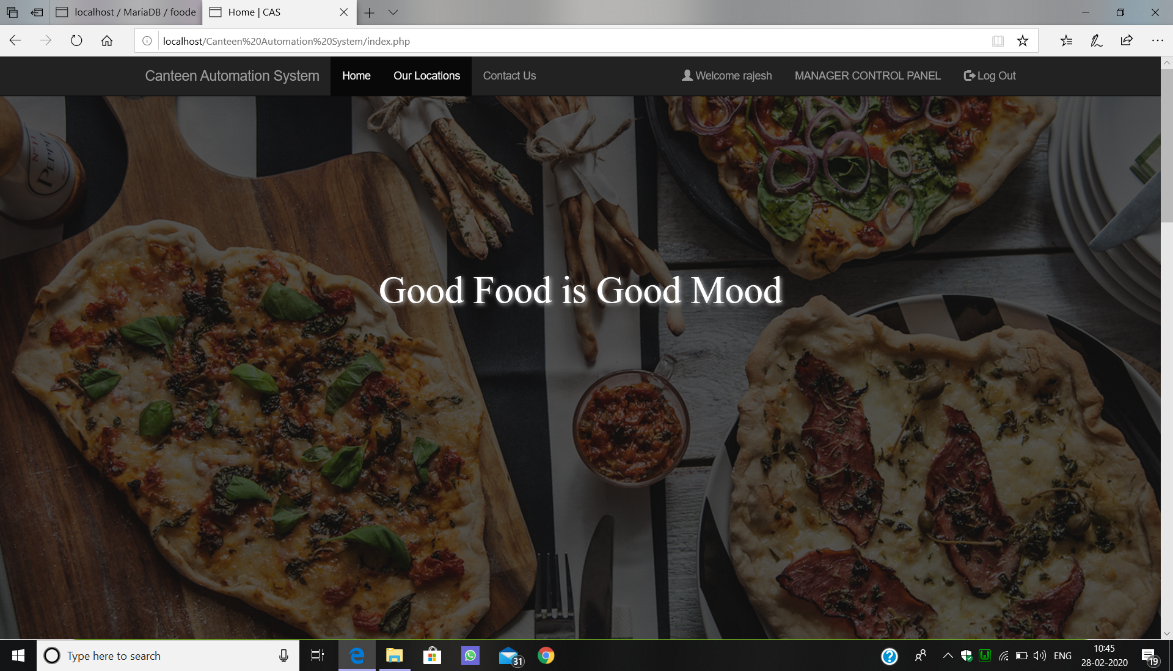 localhost / MariaDB / foode
Home | CAS
localhost/Canteen%20Automation%20System/index.php
Canteen Automation System Home Our Locations Contact Us Welcome rajesh MANAGER CONTROL PANEL Log Out
Good Food is Good Mood
Type here to search
31
ENG
10:45
28-02-2020